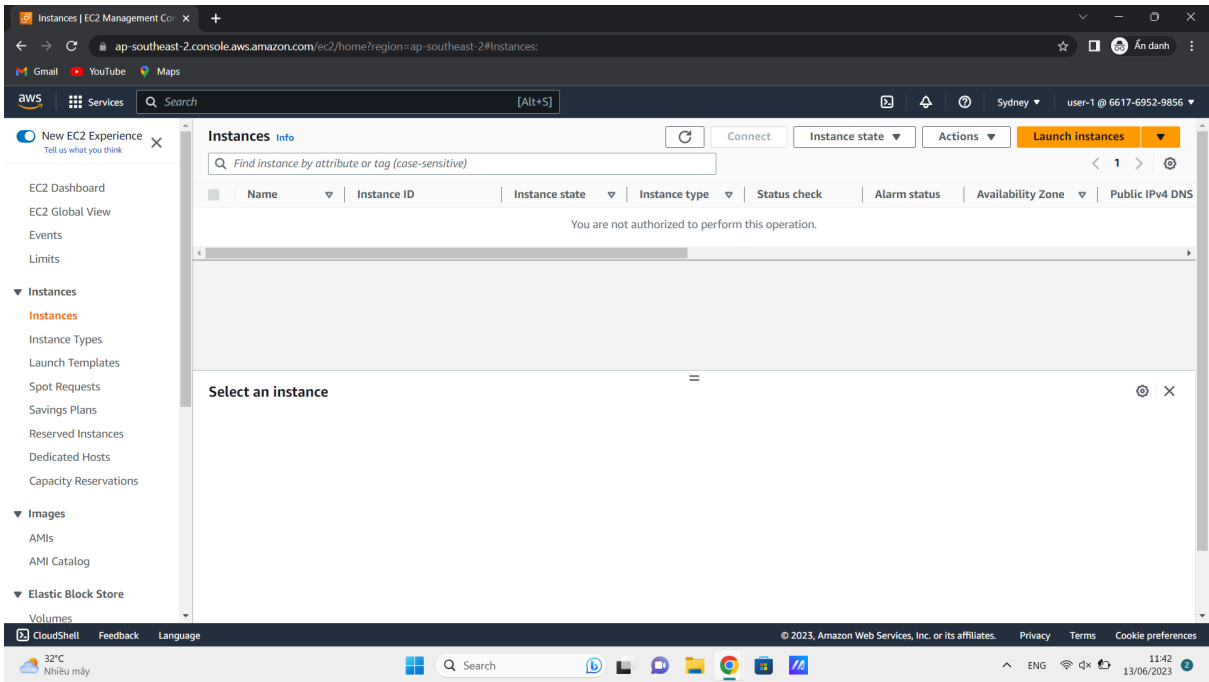 Instances | EC2 Management Cor
ap-southeast-2.console.aws.amazon.com/ec2/home?region=ap-southeast-2#Instances:
Ẩn danh
Gmail YouTube Maps
aws Services Search [Alt+S] Sydney user-1 @ 6617-6952-9856
New EC2 Experience
Tell us what you think
EC2 Dashboard
EC2 Global View
Events
Limits
Instances
Instances
Instance Types
Launch Templates
Spot Requests
Savings Plans
Reserved Instances
Dedicated Hosts
Capacity Reservations
Images
AMIs
AMI Catalog
Elastic Block Store
Volumes
Instances Info
Connect Instance state Actions Launch instances
Find instance by attribute or tag (case-sensitive)
1
Name Instance ID Instance state Instance type Status check Alarm status Availability Zone Public IPv4 DNS
You are not authorized to perform this operation.
Select an instance
CloudShell Feedback Language © 2023, Amazon Web Services, Inc. or its affiliates. Privacy Terms Cookie preferences
32°C
Nhiều mây
Search
ENG
11:42
13/06/2023
2